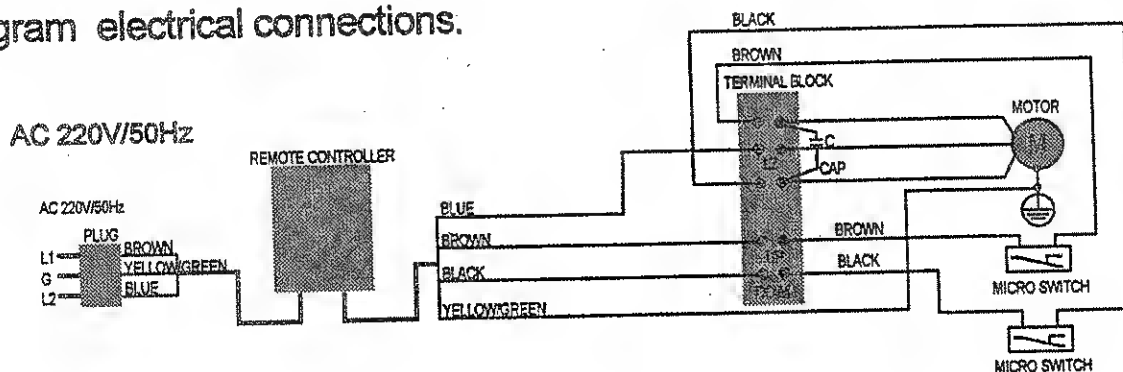 gram electrical connections.
BLACK
BROWN
TERMINAL BLOCK
MOTOR
AC 220V/50Hz
REMOTE CONTROLLER
M
C
L2
CAP
AC 220V/50Hz
PLUG
BLUE
L1
BROWN
YELLOW/GREEN
G
BLUE
L2
BROWN
BROWN
BLACK
BLACK
MICRO SWITCH
YELLOW/GREEN
MICRO SWITCH